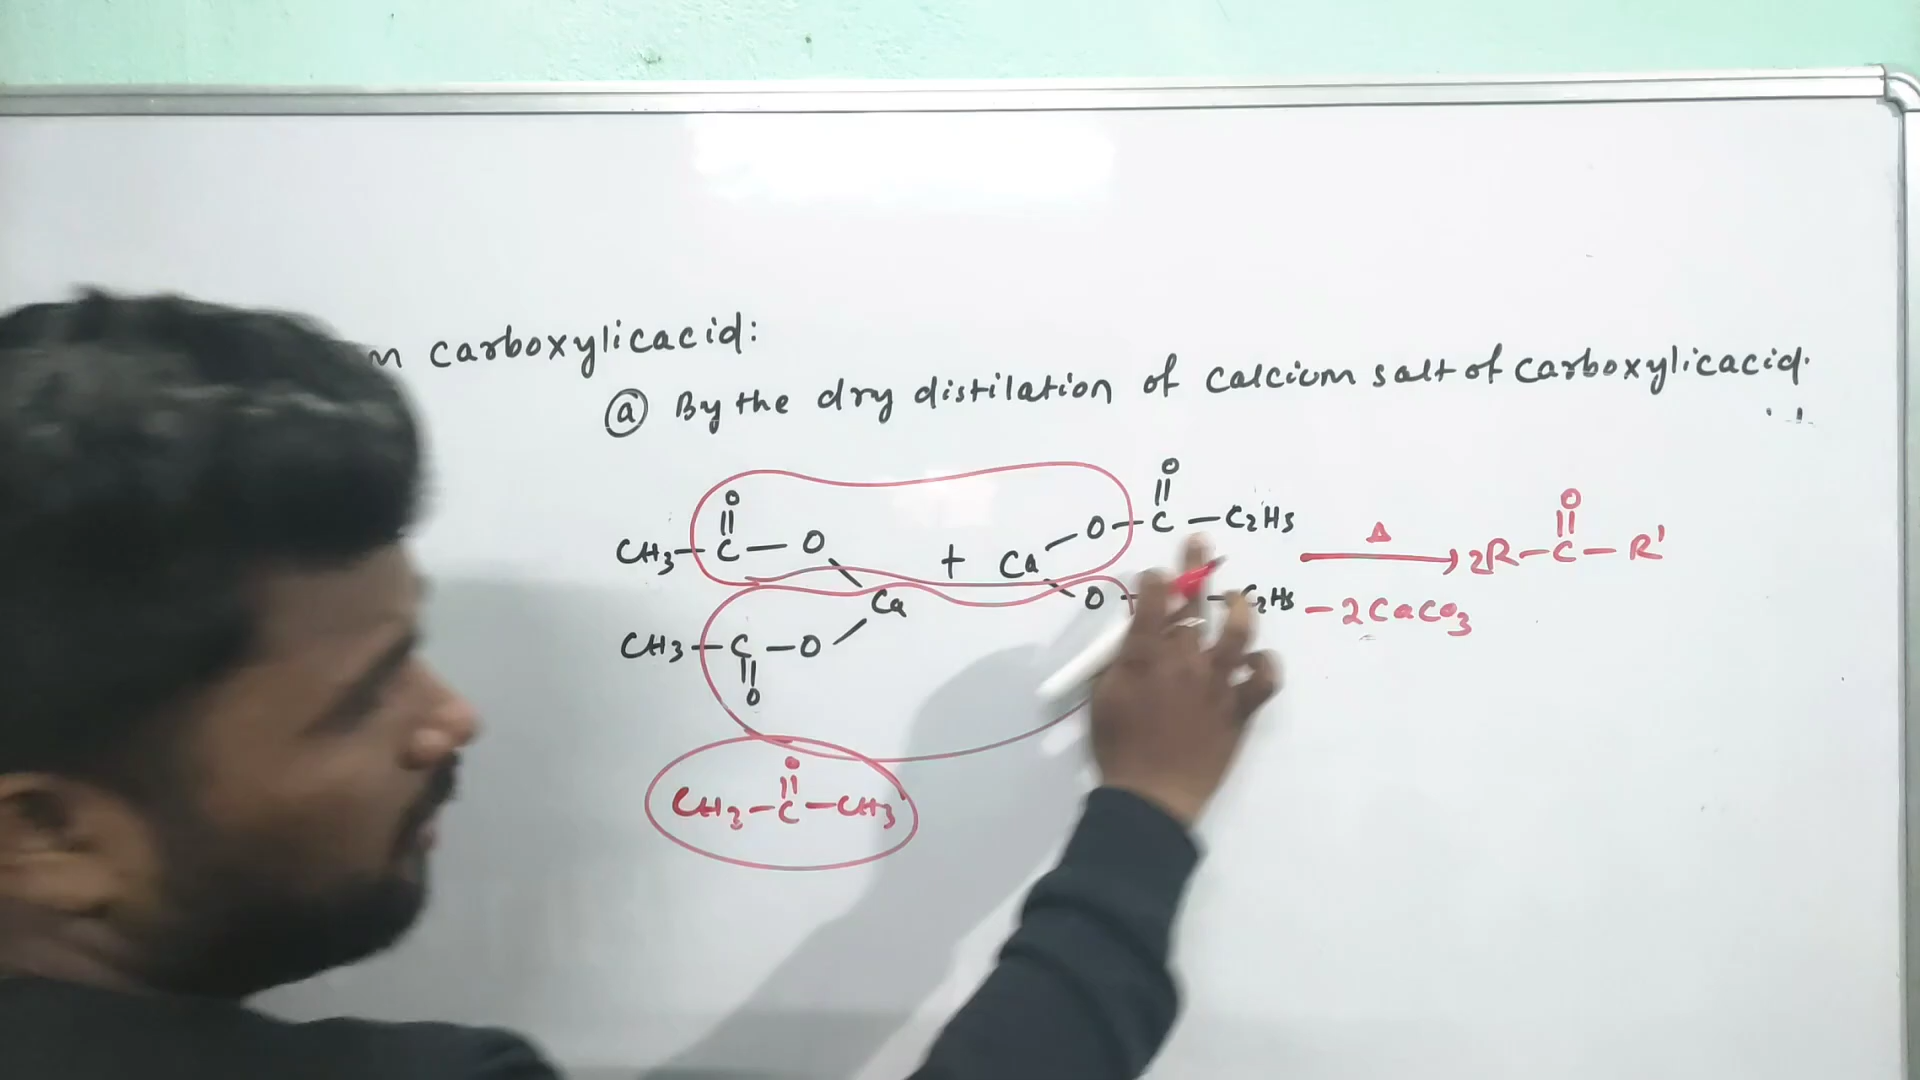 m carboxylicacid:
ⓐ By the dry distilation of calcium salt of carboxylicacid.
O O
|| ||
CH3-C-O O-C-C2H5 Δ O
+ Ca → 2R-C-R'
Ca O C2H5 -2CaCO3
CH3-C-O
||
O
O
||
CH3-C-CH3